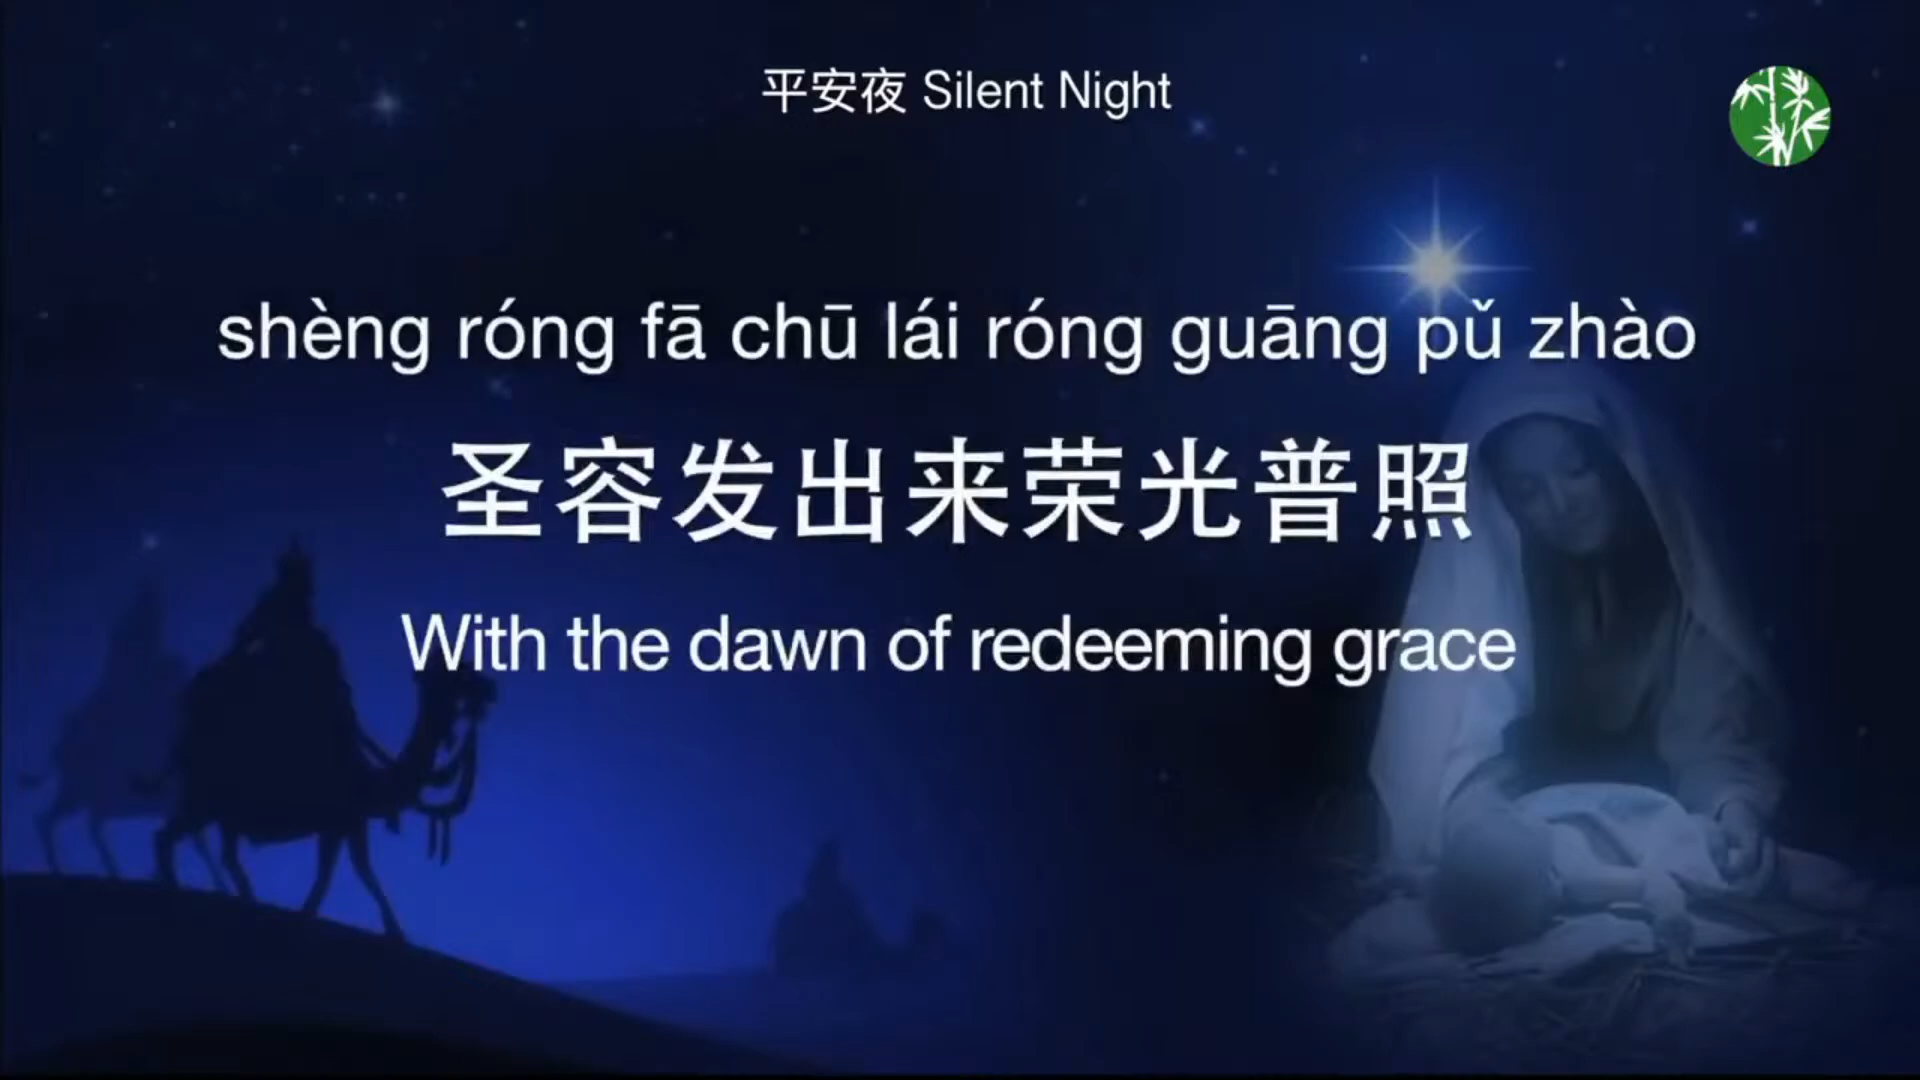 平安夜 Silent Night
shèng róng fā chū lái róng guāng pǔ zhào
圣容发出来荣光普照
With the dawn of redeeming grace